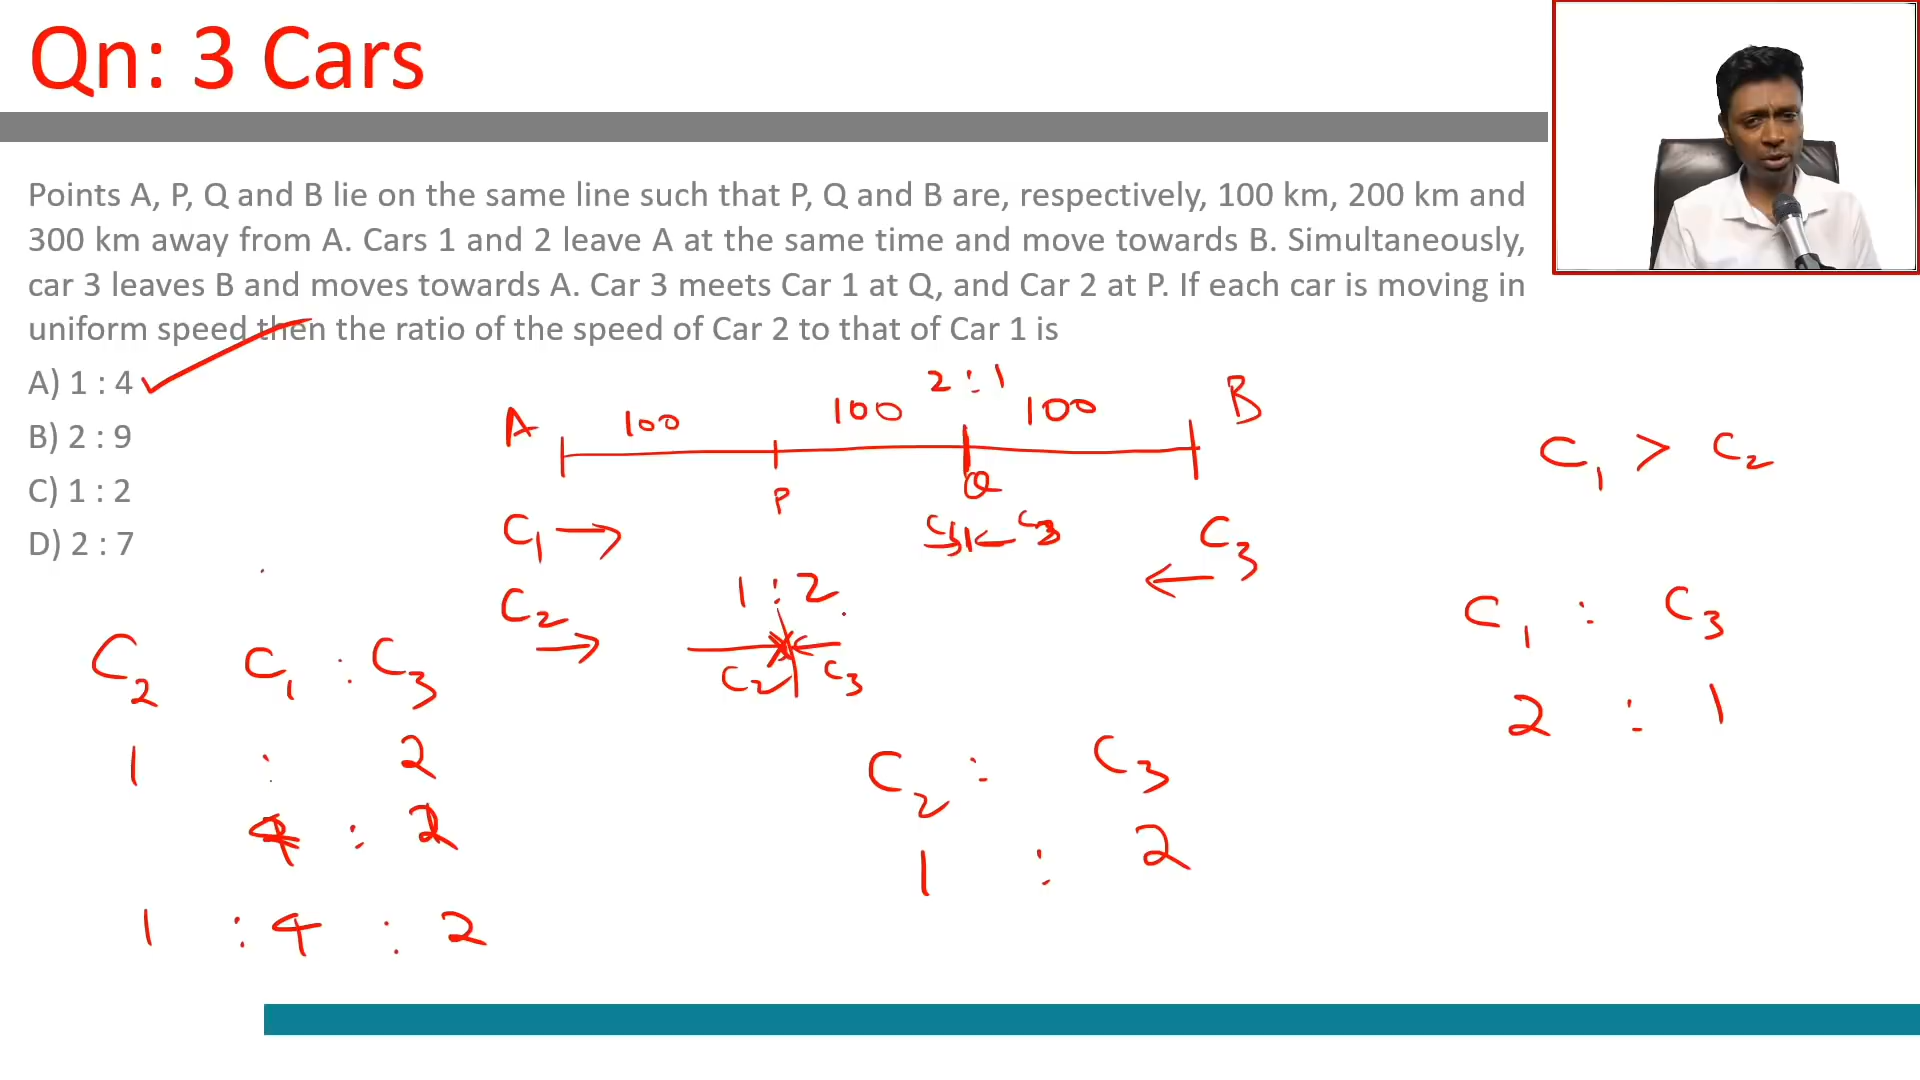 Qn: 3 Cars
Points A, P, Q and B lie on the same line such that P, Q and B are, respectively, 100 km, 200 km and
300 km away from A. Cars 1 and 2 leave A at the same time and move towards B. Simultaneously,
car 3 leaves B and moves towards A. Car 3 meets Car 1 at Q, and Car 2 at P. If each car is moving in
uniform speed then the ratio of the speed of Car 2 to that of Car 1 is
A) 1 : 4
B) 2 : 9
C) 1 : 2
D) 2 : 7
2 : 1
A 100 100 100 B
P Q
C1 > C2
C1 C1 C3 C3
C2 1 : 2
C2 C3
C1 : C3
2 : 1
C2 : C3
1 : 2
C2 C1 : C3
1 : 2
4 : 2
1 : 4 : 2